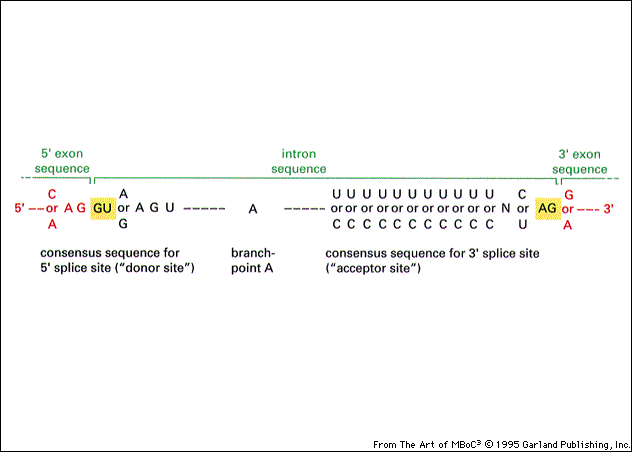 5' exon sequence
intron sequence
3' exon sequence
C A U U U U U U U U U U U C G
5' --or A G GU or A G U ----- A ----- or or or or or or or or or or or N or AG or --- 3'
A G C C C C C C C C C C C U A
consensus sequence for branch- consensus sequence for 3' splice site
5' splice site ("donor site") point A ("acceptor site")
From The Art of MBoC³ © 1995 Garland Publishing, Inc.